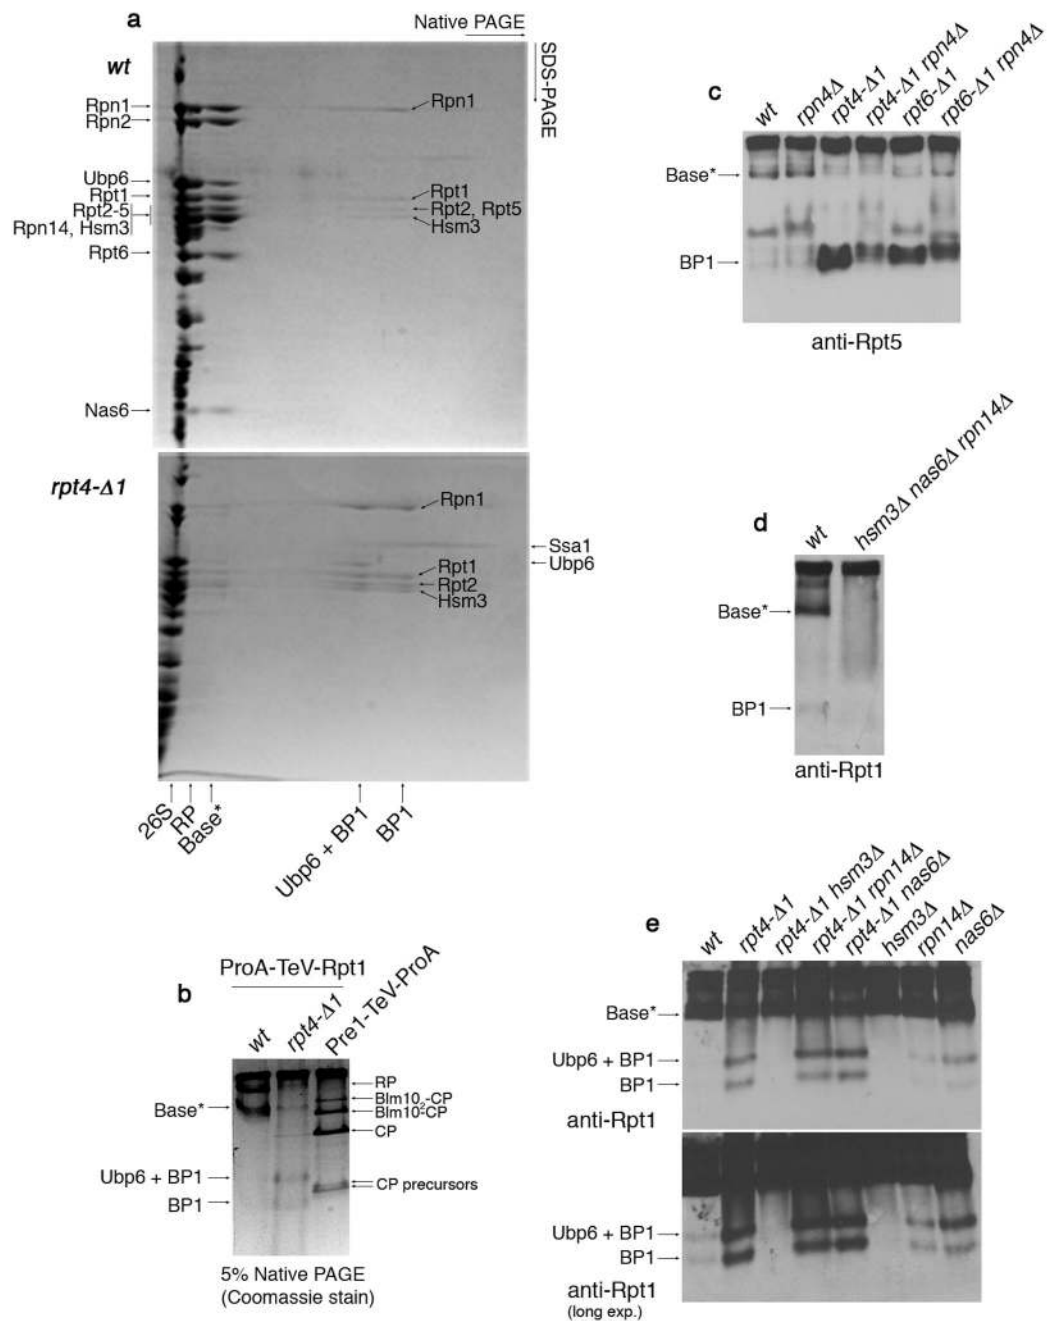 a
Native PAGE
SDS-PAGE
wt
Rpn1
Rpn2
Ubp6
Rpt1
Rpt2-5
Rpn14, Hsm3
Rpt6
Nas6
Rpn1
Rpt1
Rpt2, Rpt5
Hsm3
rpt4-Δ1
Rpn1
Ssa1
Ubp6
Rpt1
Rpt2
Hsm3
26S
RP
Base*
Ubp6 + BP1
BP1
b
ProA-TeV-Rpt1
wt
rpt4-Δ1
Pre1-TeV-ProA
Base*
Ubp6 + BP1
BP1
RP
Blm10₂-CP
Blm10-CP
CP
CP precursors
5% Native PAGE
(Coomassie stain)
c
wt
rpn4Δ
rpt4-Δ1
rpt4-Δ1 rpn4Δ
rpt6-Δ1
rpt6-Δ1 rpn4Δ
Base*
BP1
anti-Rpt5
d
wt
hsm3Δ nas6Δ rpn14Δ
Base*
BP1
anti-Rpt1
e
wt
rpt4-Δ1
rpt4-Δ1 hsm3Δ
rpt4-Δ1 rpn14Δ
rpt4-Δ1 nas6Δ
hsm3Δ
rpn14Δ
nas6Δ
Base*
Ubp6 + BP1
BP1
anti-Rpt1
Ubp6 + BP1
BP1
anti-Rpt1
(long exp.)